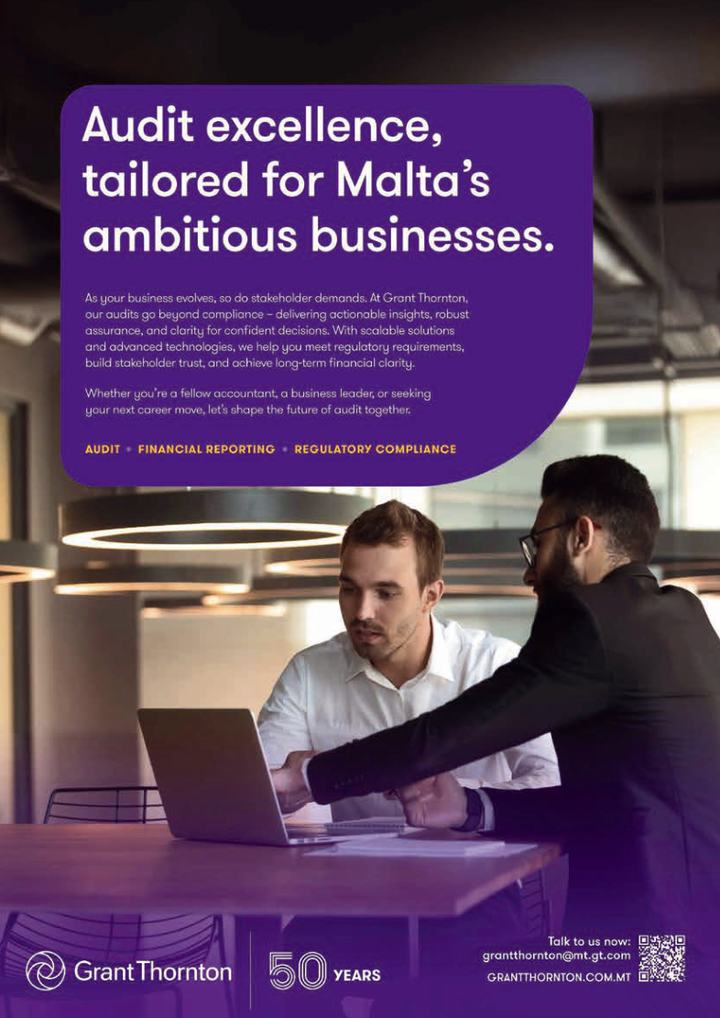 Audit excellence,
tailored for Malta's
ambitious businesses.
As your business evolves, so do stakeholder demands. At Grant Thornton,
our audits go beyond compliance – delivering actionable insights, robust
assurance, and clarity for confident decisions. With scalable solutions
and advanced technologies, we help you meet regulatory requirements,
build stakeholder trust, and achieve long-term financial clarity.
Whether you're a fellow accountant, a business leader, or seeking
your next career move, let's shape the future of audit together.
AUDIT • FINANCIAL REPORTING • REGULATORY COMPLIANCE
Grant Thornton
50 YEARS
Talk to us now:
grantthornton@mt.gt.com
GRANTTHORNTON.COM.MT